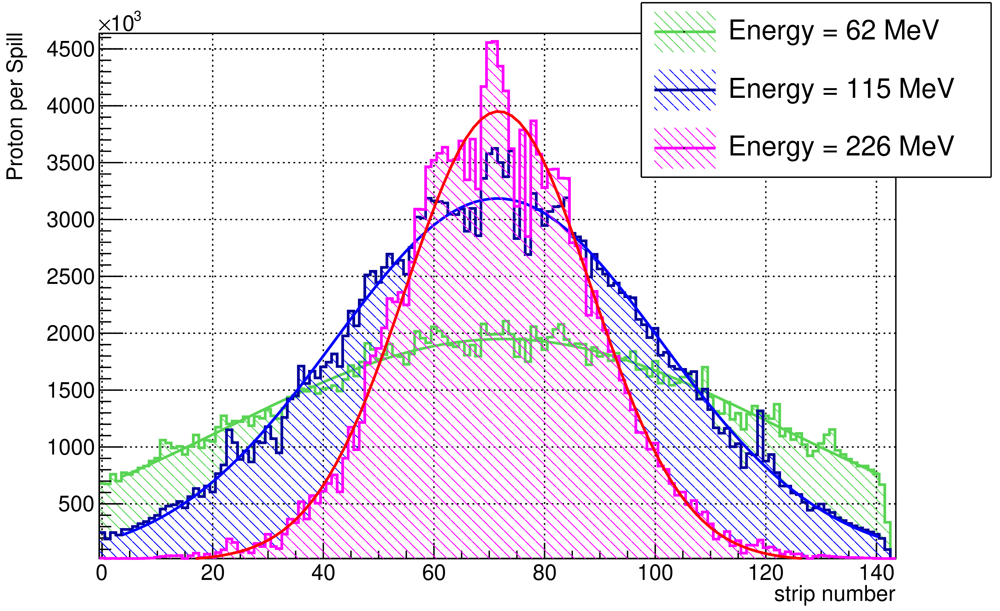 ×10³
Proton per Spill
4500
4000
3500
3000
2500
2000
1500
1000
500
0 20 40 60 80 100 120 140
strip number
Energy = 62 MeV
Energy = 115 MeV
Energy = 226 MeV